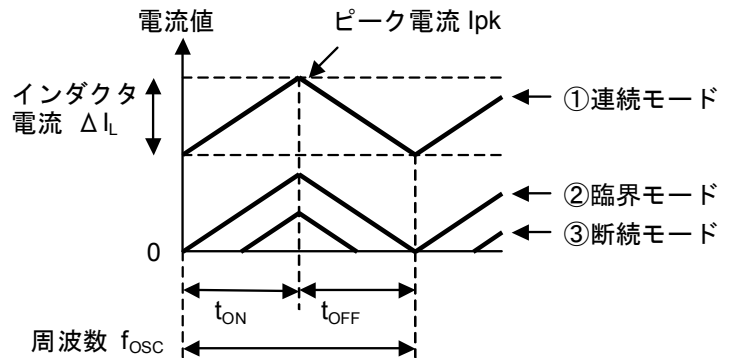 電流値
ピーク電流 Ipk
インダクタ
電流 ΔIL
①連続モード
②臨界モード
③断続モード
0
tON
tOFF
周波数 fOSC